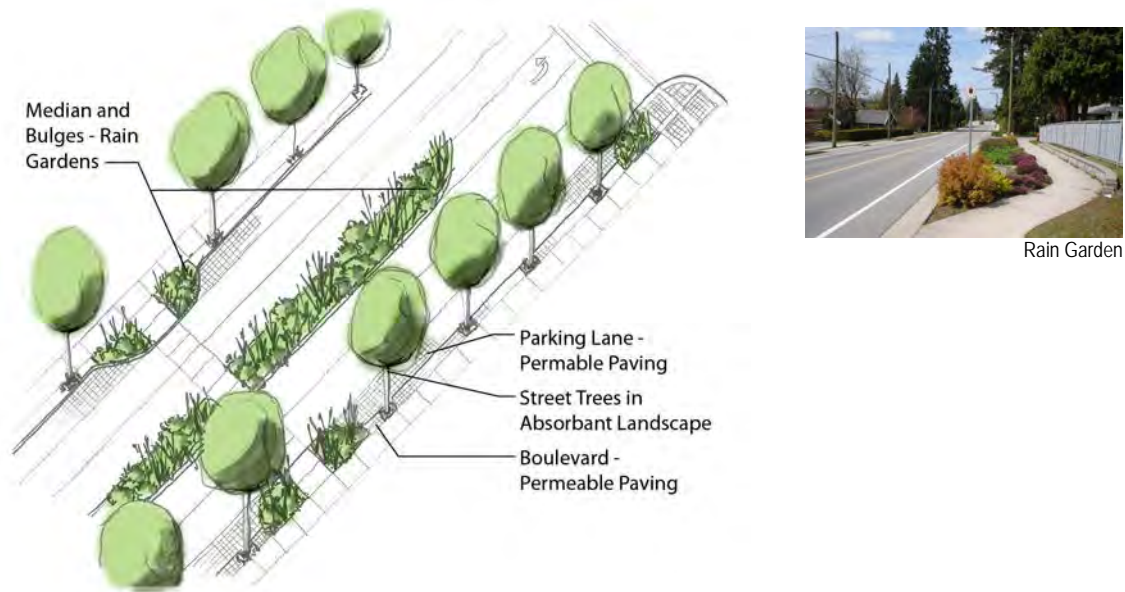 Median and
Bulges - Rain
Gardens
Rain Garden
Parking Lane -
Permable Paving
Street Trees in
Absorbant Landscape
Boulevard -
Permeable Paving